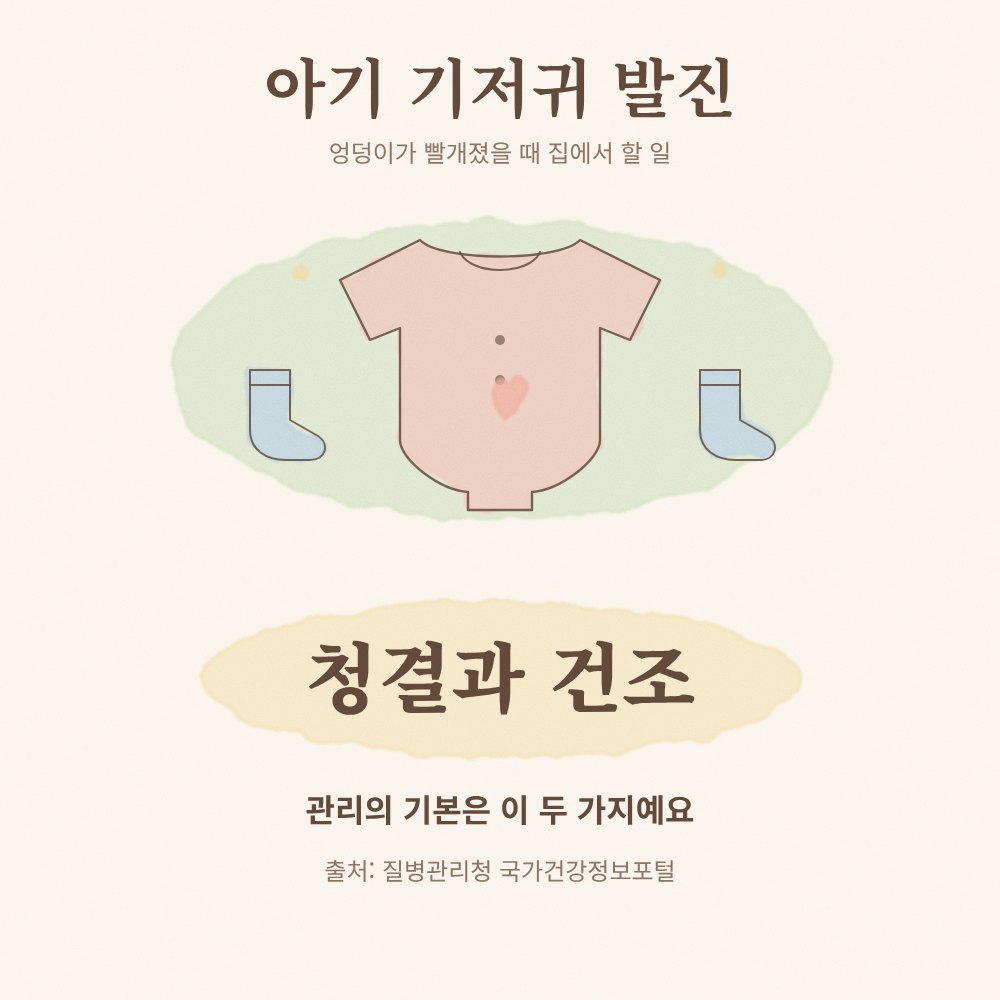 아기 기저귀 발진
엉덩이가 빨개졌을 때 집에서 할 일
청결과 건조
관리의 기본은 이 두 가지예요
출처: 질병관리청 국가건강정보포털